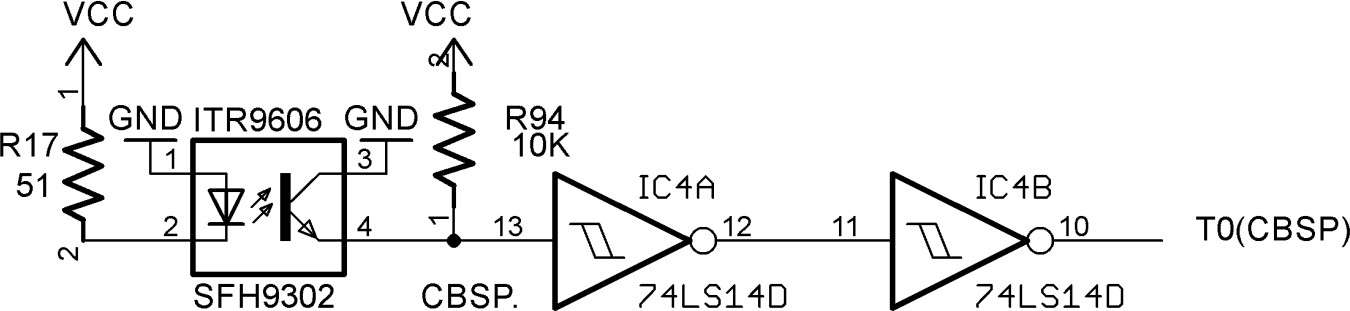 VCC
VCC
1
2
GND
ITR9606
GND
R17
51
R94
10K
1
3
IC4A
IC4B
2
4
1
13
12
11
10
T0(CBSP)
2
SFH9302
CBSP.
74LS14D
74LS14D